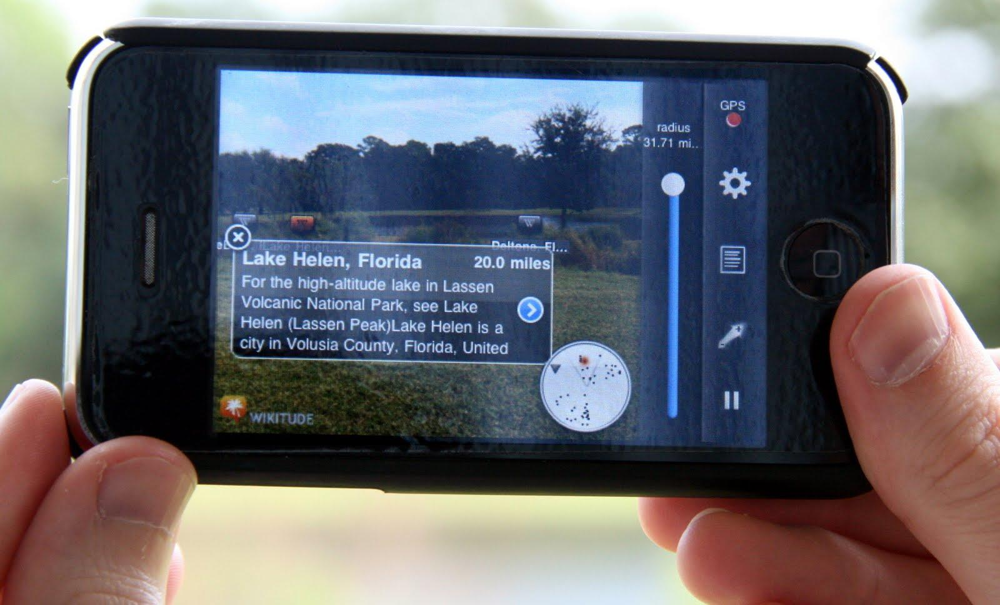 GPS
radius
31.71 mi..
W
W
W
Lake Helen...
Deltona, Fl...
Lake Helen, Florida 20.0 miles
For the high-altitude lake in Lassen
Volcanic National Park, see Lake
Helen (Lassen Peak)Lake Helen is a
city in Volusia County, Florida, United
WIKITUDE